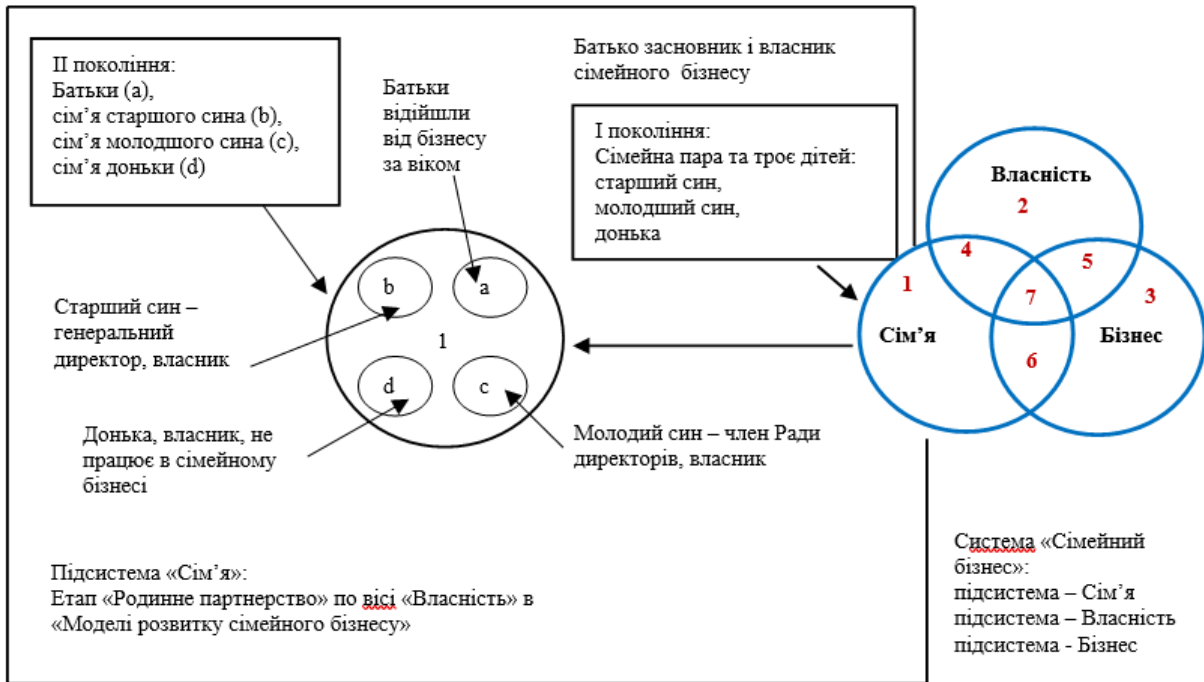 II покоління:
Батьки (a),
сім’я старшого сина (b),
сім’я молодшого сина (c),
сім’я доньки (d)
Батьки
відійшли
від бізнесу
за віком
Батько засновник і власник
сімейного бізнесу
I покоління:
Сімейна пара та троє дітей:
старший син,
молодший син,
донька
Власність
2
4
5
1
7
3
Сім’я
Бізнес
6
b
a
1
d
c
Старший син –
генеральний
директор, власник
Донька, власник, не
працює в сімейному
бізнесі
Молодий син – член Ради
директорів, власник
Підсистема «Сім’я»:
Етап «Родинне партнерство» по вісі «Власність» в
«Моделі розвитку сімейного бізнесу»
Система «Сімейний
бізнес»:
підсистема – Сім’я
підсистема – Власність
підсистема - Бізнес